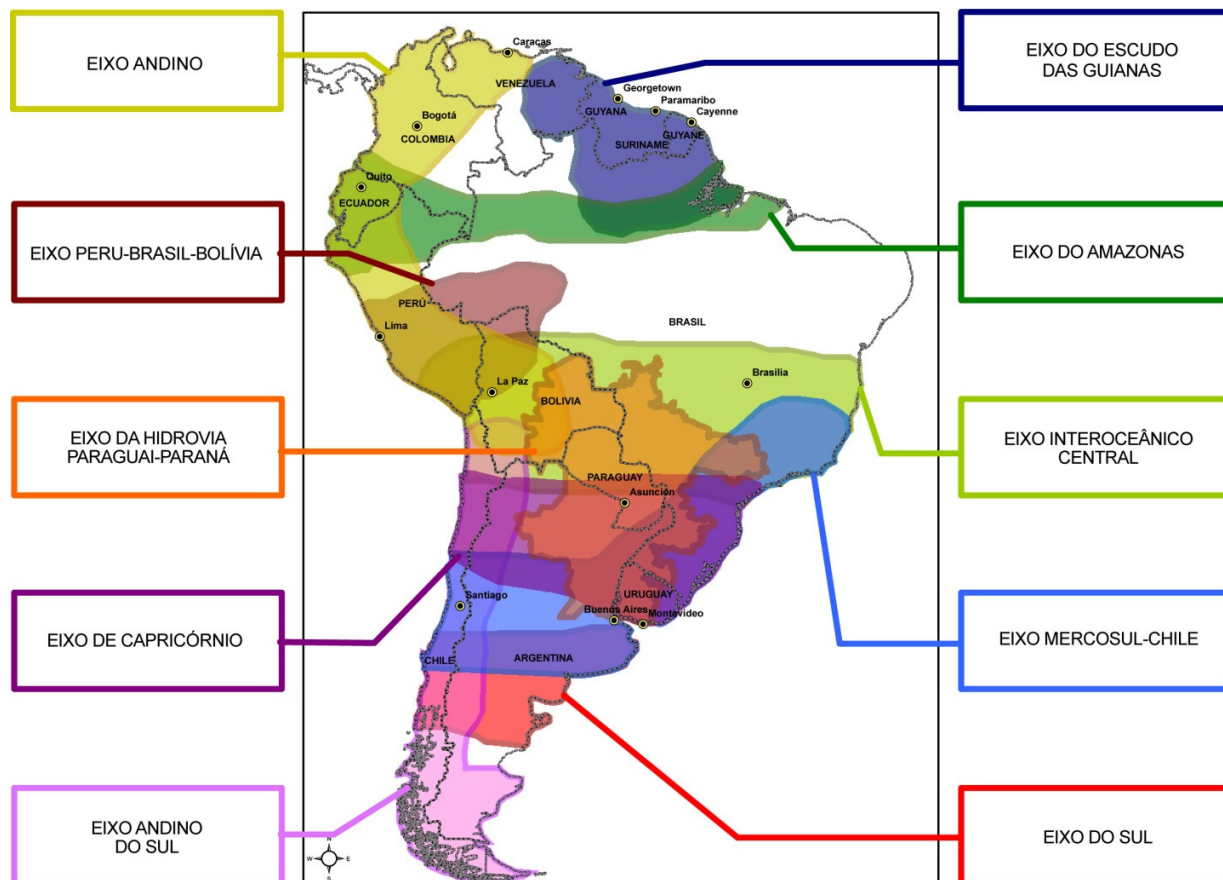 EIXO ANDINO
EIXO PERU-BRASIL-BOLÍVIA
EIXO DA HIDROVIA
PARAGUAI-PARANÁ
EIXO DE CAPRICÓRNIO
EIXO ANDINO
DO SUL
Caracas
VENEZUELA
Georgetown
Paramaribo
GUYANA
Cayenne
Bogotá
GUYANE
COLOMBIA
SURINAME
Quito
ECUADOR
PERÚ
BRASIL
Lima
La Paz
Brasilia
BOLIVIA
PARAGUAY
Asunción
Santiago
URUGUAY
Buenos Aires
Montevideo
CHILE
ARGENTINA
N
W
E
S
EIXO DO ESCUDO
DAS GUIANAS
EIXO DO AMAZONAS
EIXO INTEROCEÂNICO
CENTRAL
EIXO MERCOSUL-CHILE
EIXO DO SUL